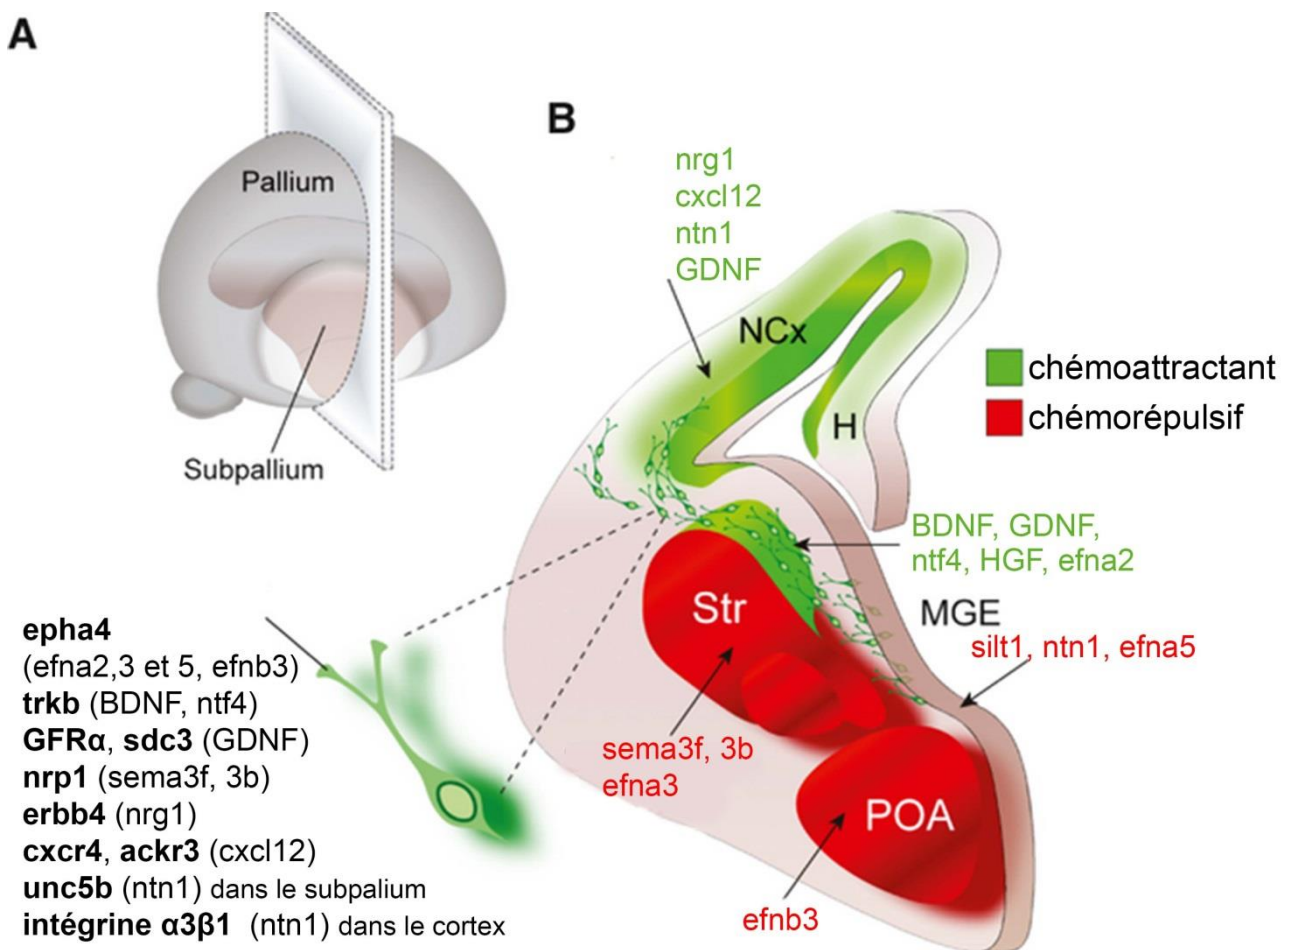 A
Pallium
Subpallium
B
nrg1
cxcl12
ntn1
GDNF
NCx
H
chémoattractant
chémorépulsif
BDNF, GDNF,
ntf4, HGF, efna2
Str
MGE
silt1, ntn1, efna5
sema3f, 3b
efna3
POA
efnb3
epha4
(efna2,3 et 5, efnb3)
trkb (BDNF, ntf4)
GFRα, sdc3 (GDNF)
nrp1 (sema3f, 3b)
erbb4 (nrg1)
cxcr4, ackr3 (cxcl12)
unc5b (ntn1) dans le subpalium
intégrine α3β1 (ntn1) dans le cortex